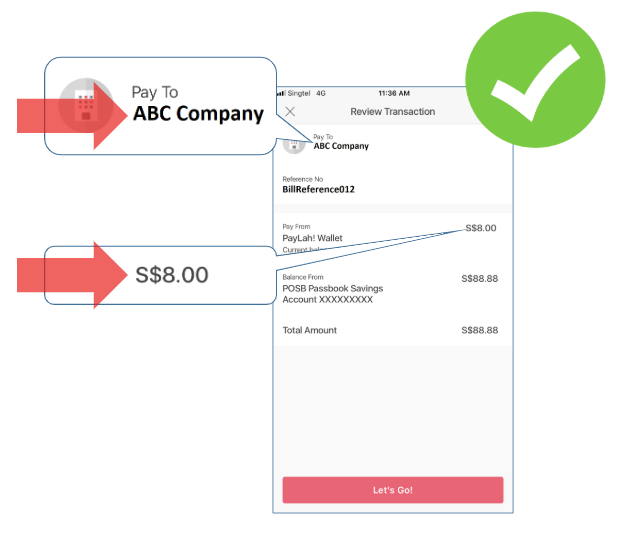 Pay To
ABC Company
Singtel 4G 11:36 AM
Review Transaction
Pay To
ABC Company
Reference No
BillReference012
Pay From S$8.00
PayLah! Wallet
Current
S$8.00
Balance From S$88.88
POSB Passbook Savings
Account XXXXXXXXX
Total Amount S$88.88
Let's Go!